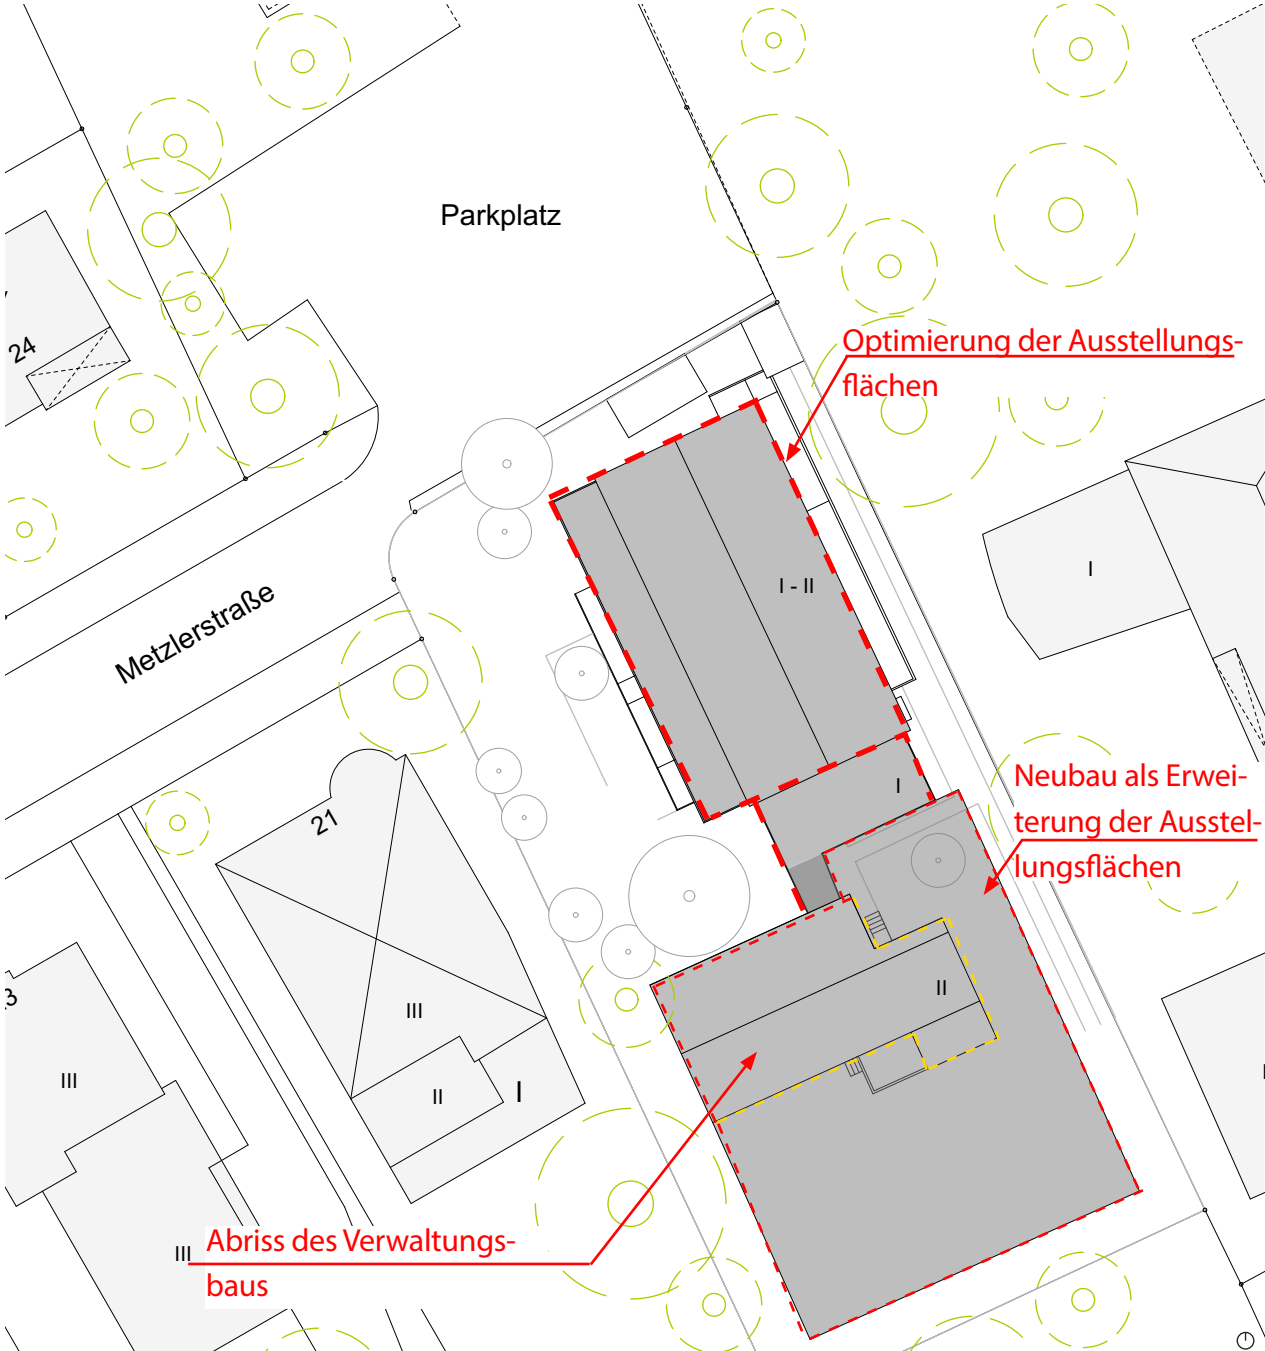 Parkplatz
24
Optimierung der Ausstellungs-
flächen
I - II
I
Metzlerstraße
Neubau als Erwei-
terung der Ausstel-
lungsflächen
I
21
II
III
III
II
I
III
Abriss des Verwaltungs-
baus